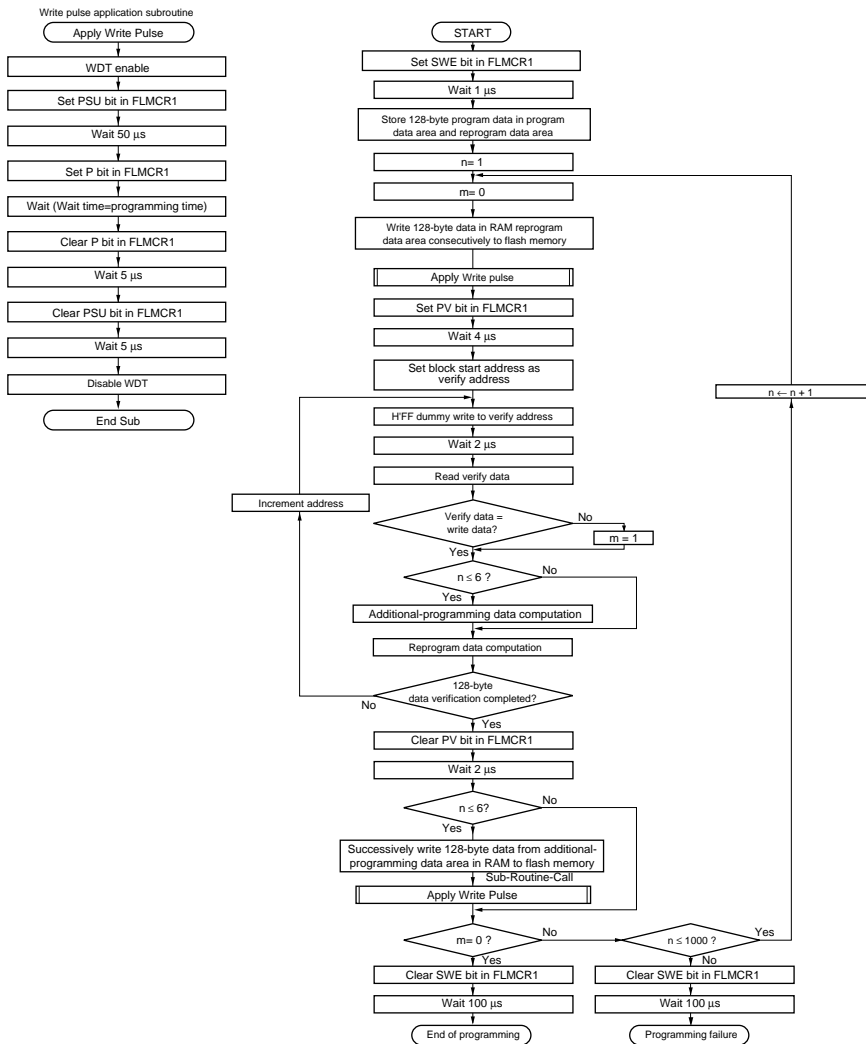 Write pulse application subroutine
Apply Write Pulse
WDT enable
Set PSU bit in FLMCR1
Wait 50 μs
Set P bit in FLMCR1
Wait (Wait time=programming time)
Clear P bit in FLMCR1
Wait 5 μs
Clear PSU bit in FLMCR1
Wait 5 μs
Disable WDT
End Sub
START
Set SWE bit in FLMCR1
Wait 1 μs
Store 128-byte program data in program
data area and reprogram data area
n= 1
m= 0
Write 128-byte data in RAM reprogram
data area consecutively to flash memory
Apply Write pulse
Set PV bit in FLMCR1
Wait 4 μs
Set block start address as
verify address
n ← n + 1
H'FF dummy write to verify address
Wait 2 μs
Read verify data
Increment address
Verify data =
write data?
No
m = 1
Yes
n ≤ 6 ?
No
Yes
Additional-programming data computation
Reprogram data computation
128-byte
data verification completed?
No
Yes
Clear PV bit in FLMCR1
Wait 2 μs
n ≤ 6?
No
Yes
Successively write 128-byte data from additional-
programming data area in RAM to flash memory
Sub-Routine-Call
Apply Write Pulse
m= 0 ?
No
n ≤ 1000 ?
Yes
Yes
No
Clear SWE bit in FLMCR1
Clear SWE bit in FLMCR1
Wait 100 μs
Wait 100 μs
End of programming
Programming failure